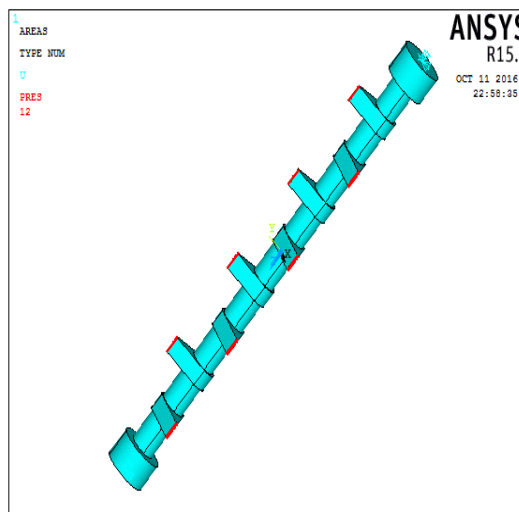 1
AREAS
TYPE NUM
U
PRES
12
ANSYS
R15.
OCT 11 2016
22:58:35
Y
X